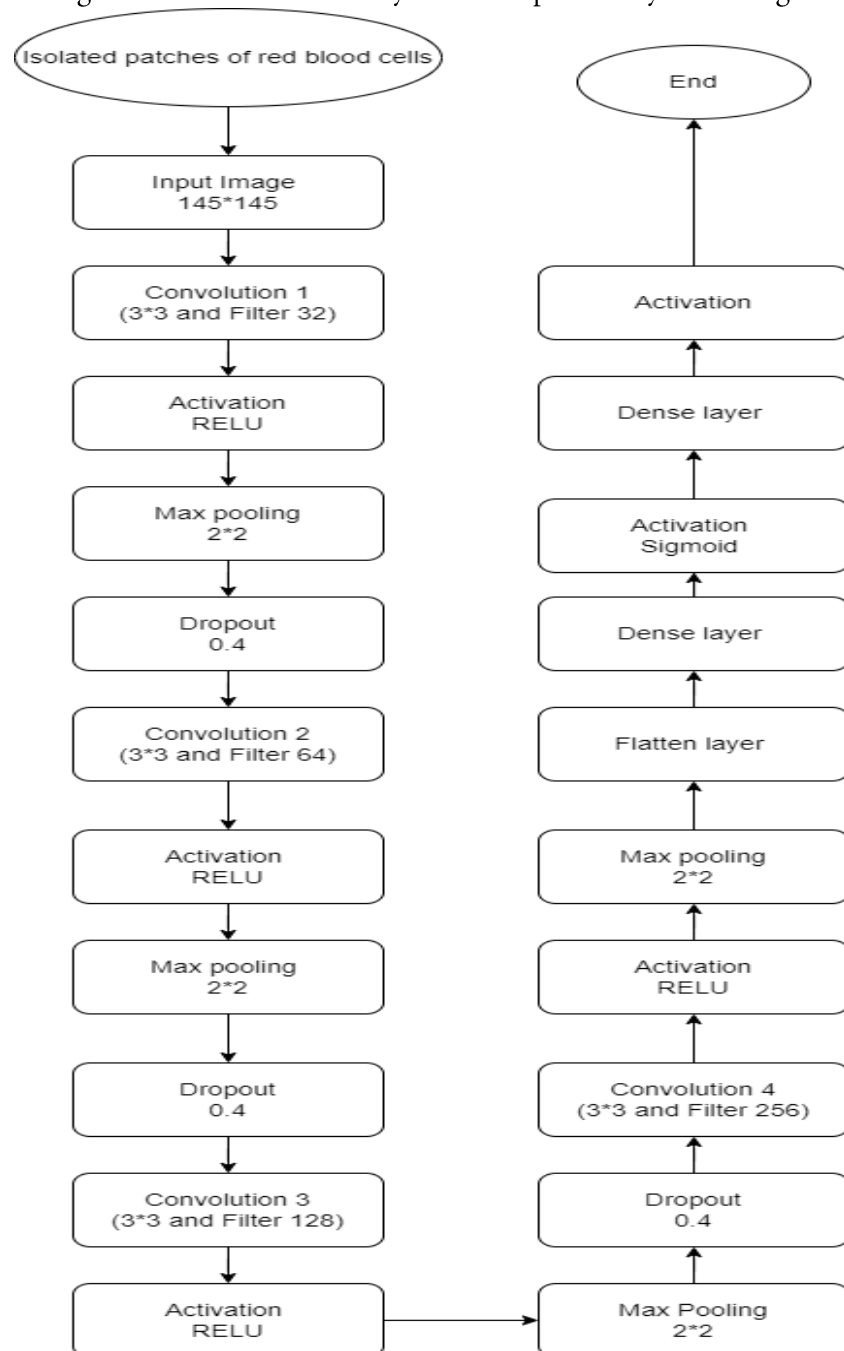 Isolated patches of red blood cells
Input Image
145*145
Convolution 1
(3*3 and Filter 32)
Activation
RELU
Max pooling
2*2
Dropout
0.4
Convolution 2
(3*3 and Filter 64)
Activation
RELU
Max pooling
2*2
Dropout
0.4
Convolution 3
(3*3 and Filter 128)
Activation
RELU
End
Activation
Dense layer
Activation
Sigmoid
Dense layer
Flatten layer
Max pooling
2*2
Activation
RELU
Convolution 4
(3*3 and Filter 256)
Dropout
0.4
Max Pooling
2*2